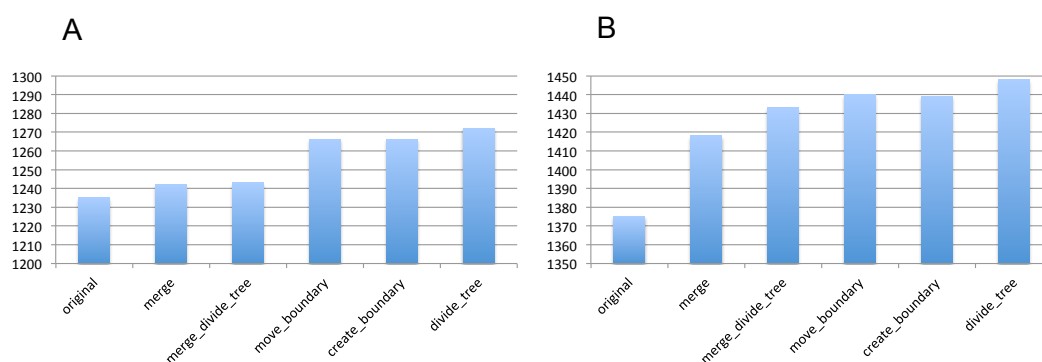 A
1300
1290
1280
1270
1260
1250
1240
1230
1220
1210
1200
original
merge
merge_divide_tree
move_boundary
create_boundary
divide_tree
B
1450
1440
1430
1420
1410
1400
1390
1380
1370
1360
1350
original
merge
merge_divide_tree
move_boundary
create_boundary
divide_tree